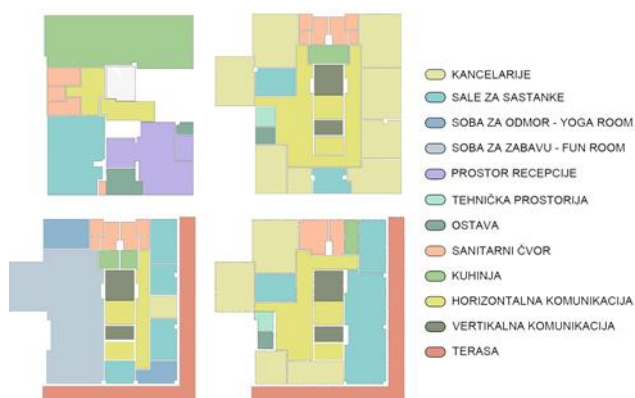 KANCELARIJE
SALE ZA SASTANKE
SOBA ZA ODMOR - YOGA ROOM
SOBA ZA ZABAVU - FUN ROOM
PROSTOR RECEPCIJE
TEHNIČKA PROSTORIJA
OSTAVA
SANITARNI ČVOR
KUHINJA
HORIZONTALNA KOMUNIKACIJA
VERTIKALNA KOMUNIKACIJA
TERASA